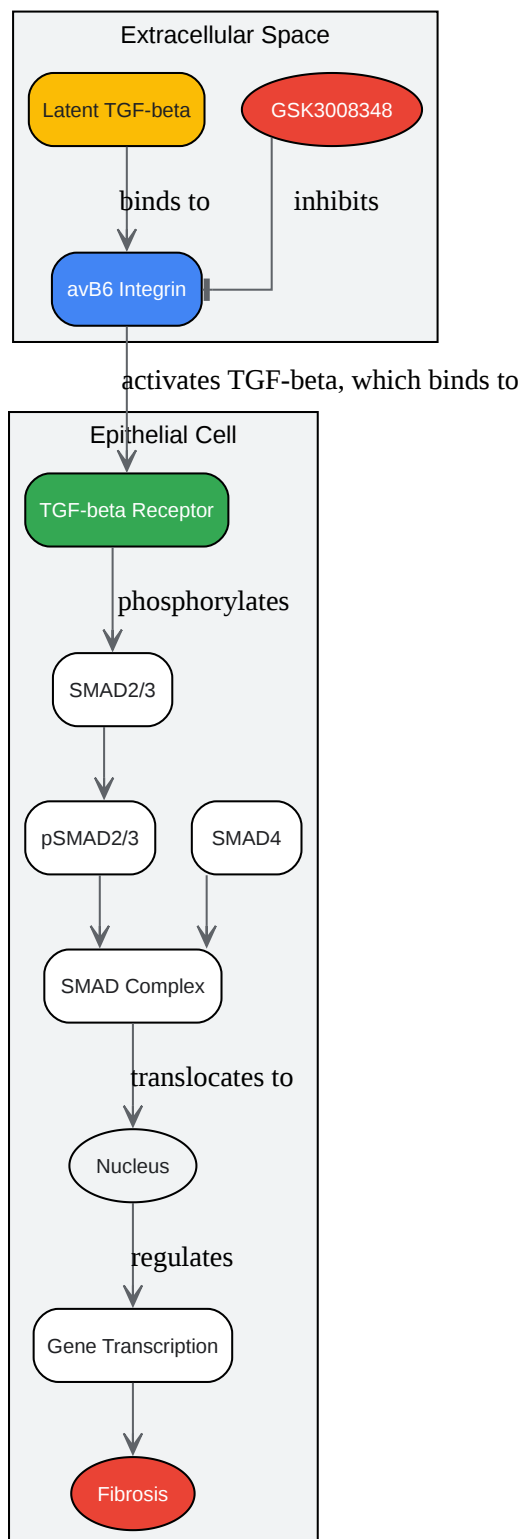 Extracellular Space
Latent TGF-beta
GSK3008348
binds to
inhibits
avB6 Integrin
activates TGF-beta, which binds to
Epithelial Cell
TGF-beta Receptor
phosphorylates
SMAD2/3
pSMAD2/3
SMAD4
SMAD Complex
translocates to
Nucleus
regulates
Gene Transcription
Fibrosis